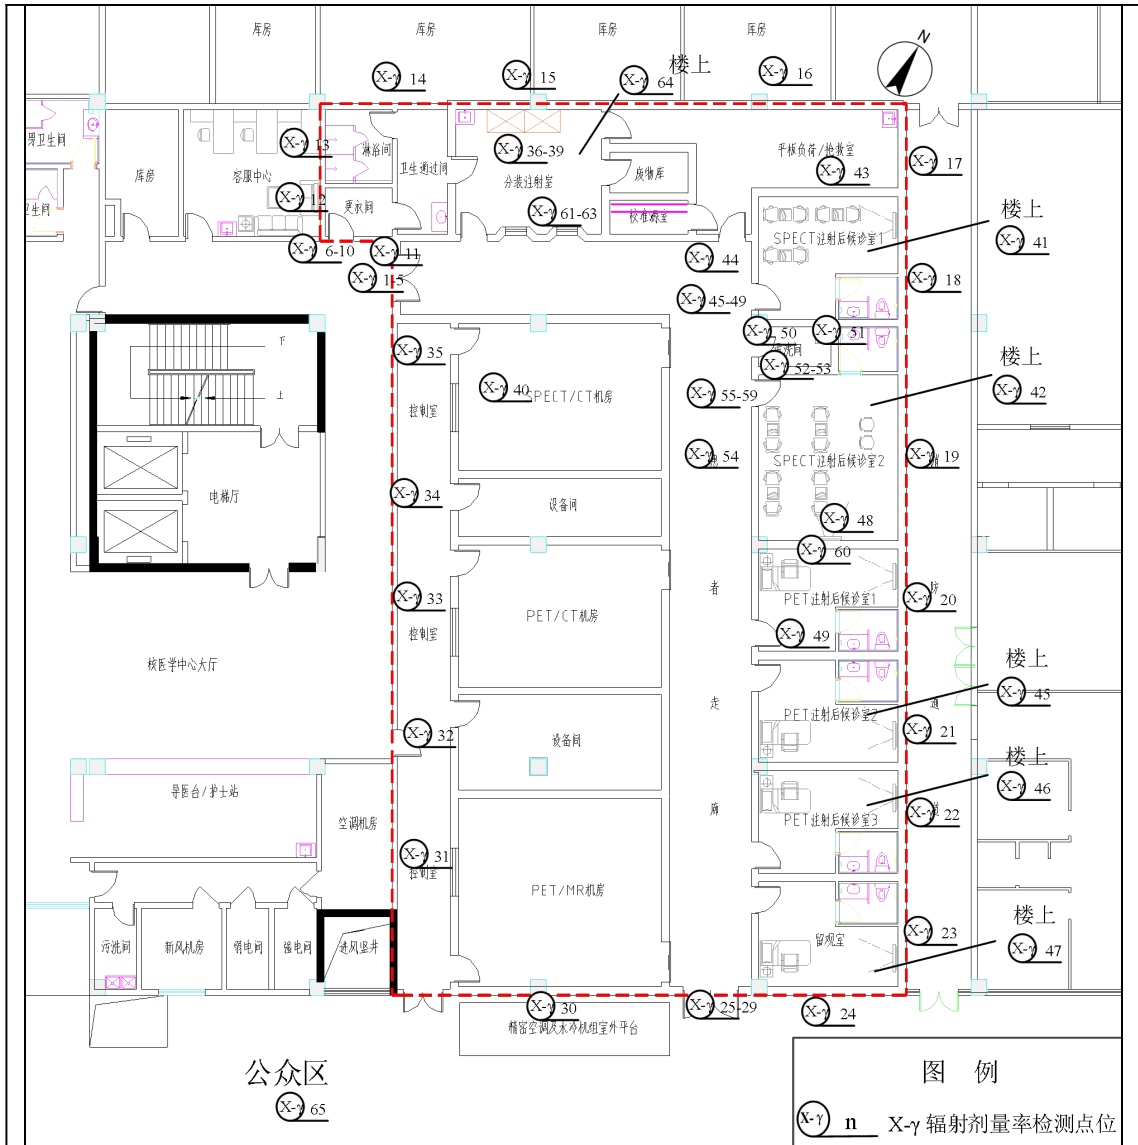 库房
库房
库房
库房
N
楼上
X-γ 14
X-γ 15
X-γ 64
X-γ 16
男卫生间
库房
客服中心
X-γ 13
淋浴间
卫生通过间
X-γ 36-39
分装注射室
废物库
平板负荷/抢救室
X-γ 43
X-γ 17
卫生间
X-γ 12
更衣间
X-γ 61-63
校准源室
楼上
X-γ 41
SPECT注射后候诊室1
X-γ 6-10
X-γ 11
X-γ 44
X-γ 1-5
X-γ 18
X-γ 45-49
下
上
X-γ 35
X-γ 50
X-γ 51
清洗间
X-γ 52-53
楼上
X-γ 42
控制室
X-γ 40
SPECT/CT机房
X-γ 55-59
X-γ 54
SPECT注射后候诊室2
X-γ 19
电梯厅
X-γ 34
设备间
X-γ 48
X-γ 60
X-γ 33
控制室
PET/CT机房
者
PET注射后候诊室1
X-γ 20
防
X-γ 49
核医学中心大厅
楼上
X-γ 45
走
PET注射后候诊室2
道
X-γ 21
X-γ 32
设备间
楼上
X-γ 46
导医台/护士站
空调机房
廊
PET注射后候诊室3
X-γ 22
X-γ 31
控制室
PET/MR机房
楼上
X-γ 47
污洗间
新风机房
弱电间
强电间
进风竖井
留观室
X-γ 23
X-γ 30
X-γ 25-29
X-γ 24
精密空调及水冷机组室外平台
公众区
X-γ 65
图 例
X-γ n X-γ 辐射剂量率检测点位